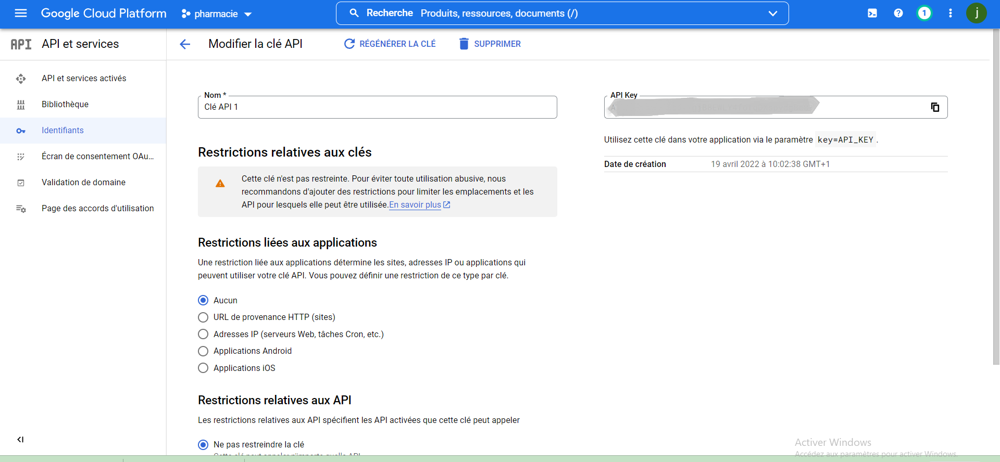 Google Cloud Platform
pharmacie
Recherche Produits, ressources, documents (/)
1
j
API API et services
Modifier la clé API
RÉGÉNÉRER LA CLÉ
SUPPRIMER
API et services activés
Bibliothèque
Identifiants
Écran de consentement OAu...
Validation de domaine
Page des accords d'utilisation
Nom *
Clé API 1
Restrictions relatives aux clés
Cette clé n'est pas restreinte. Pour éviter toute utilisation abusive, nous
recommandons d'ajouter des restrictions pour limiter les emplacements et les
API pour lesquels elle peut être utilisée.En savoir plus
Restrictions liées aux applications
Une restriction liée aux applications détermine les sites, adresses IP ou applications qui
peuvent utiliser votre clé API. Vous pouvez définir une restriction de ce type par clé.
Aucun
URL de provenance HTTP (sites)
Adresses IP (serveurs Web, tâches Cron, etc.)
Applications Android
Applications iOS
Restrictions relatives aux API
Les restrictions relatives aux API spécifient les API activées que cette clé peut appeler
Ne pas restreindre la clé
Cette clé peut appeler n'importe quelle API
API Key
Utilisez cette clé dans votre application via le paramètre key=API_KEY .
Date de création 19 avril 2022 à 10:02:38 GMT+1
Activer Windows
Accédez aux paramètres pour activer Windows.